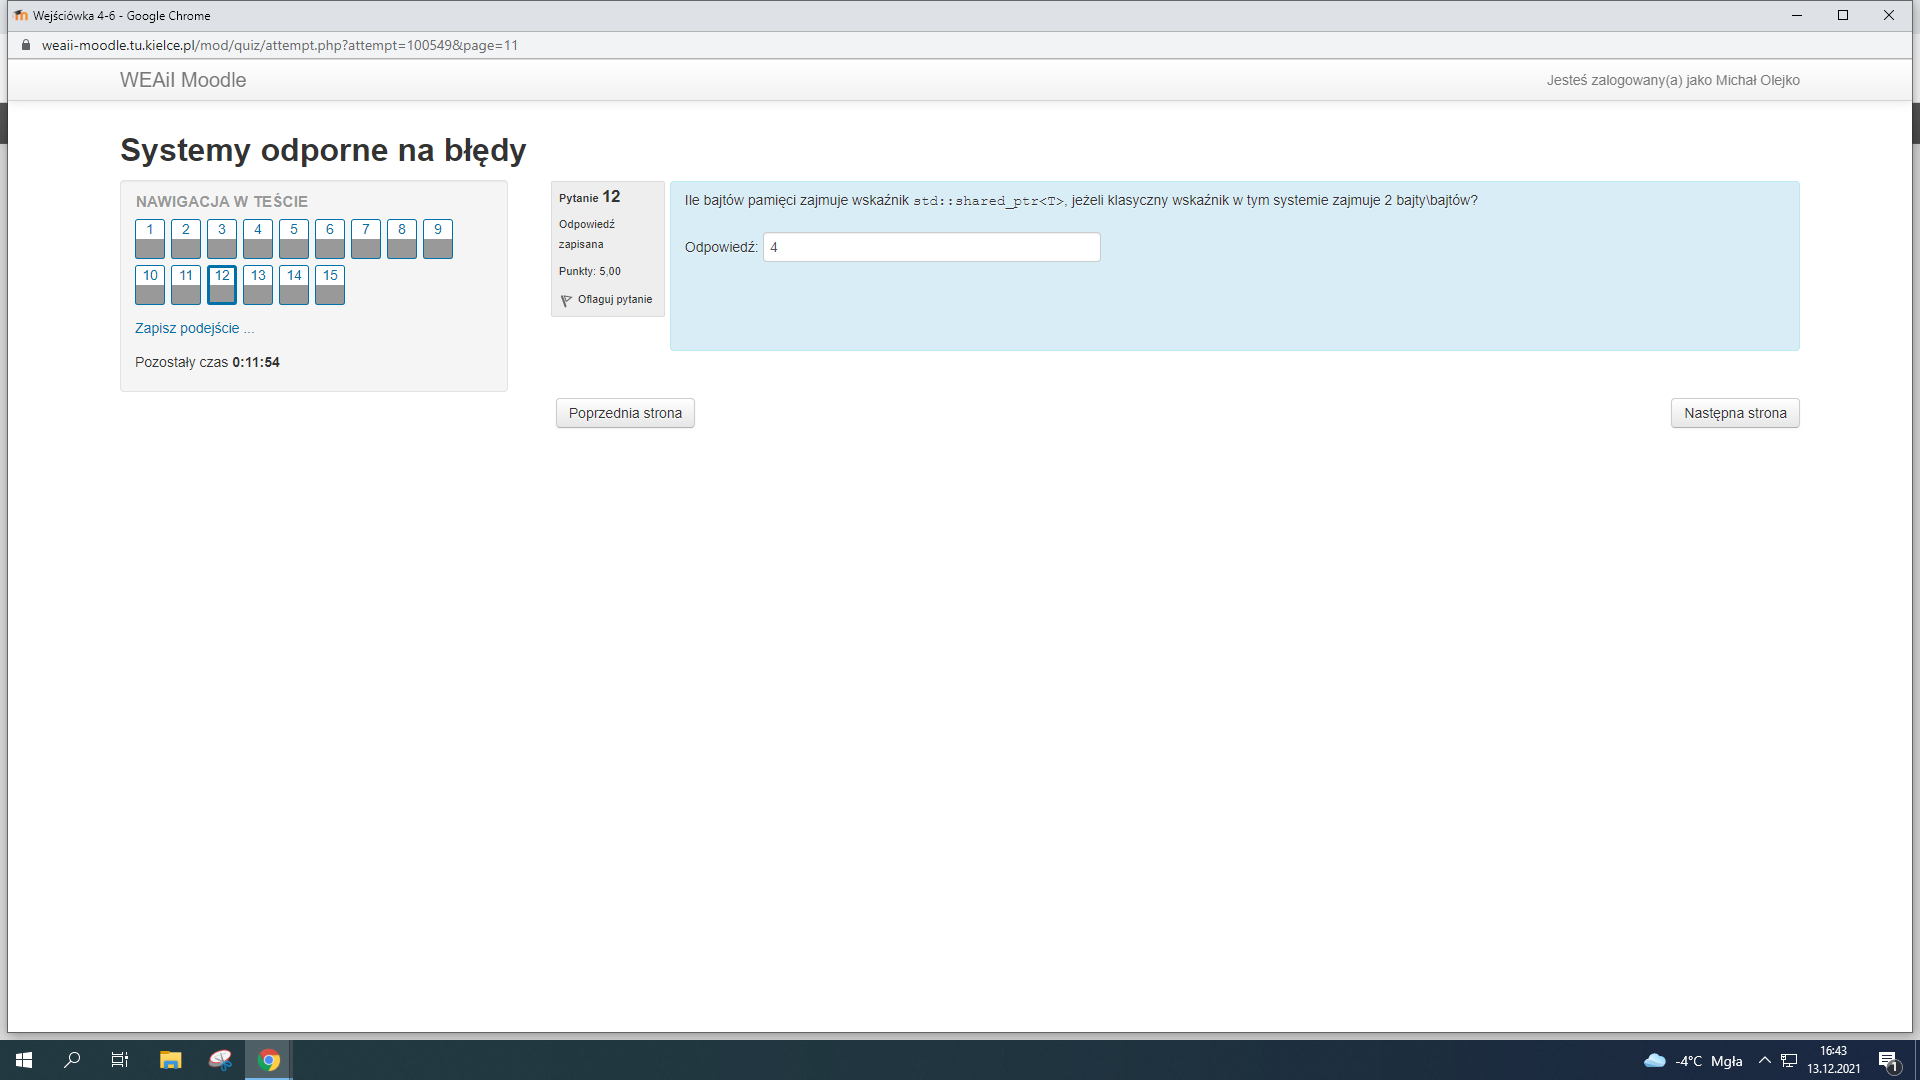 Wejściówka 4-6 - Google Chrome
weaii-moodle.tu.kielce.pl/mod/quiz/attempt.php?attempt=100549&page=11
WEAiI Moodle
Jesteś zalogowany(a) jako Michał Olejko
Systemy odporne na błędy
NAWIGACJA W TEŚCIE
1 2 3 4 5 6 7 8 9
10 11 12 13 14 15
Zapisz podejście ...
Pozostały czas 0:11:54
Pytanie 12
Odpowiedź
zapisana
Punkty: 5,00
Oflaguj pytanie
Ile bajtów pamięci zajmuje wskaźnik std::shared_ptr<T>, jeżeli klasyczny wskaźnik w tym systemie zajmuje 2 bajty\bajtów?
Odpowiedź: 4
Poprzednia strona
Następna strona
-4°C Mgła
16:43
13.12.2021
1